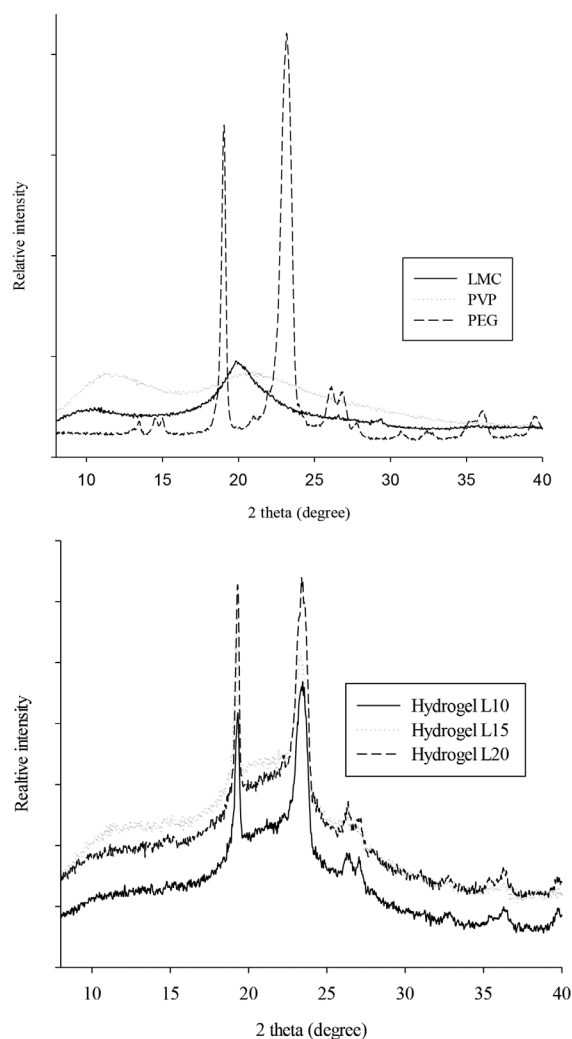 Relative intensity
LMC
PVP
PEG
10 15 20 25 30 35 40
2 theta (degree)
Realtive intensity
Hydrogel L10
Hydrogel L15
Hydrogel L20
10 15 20 25 30 35 40
2 theta (degree)